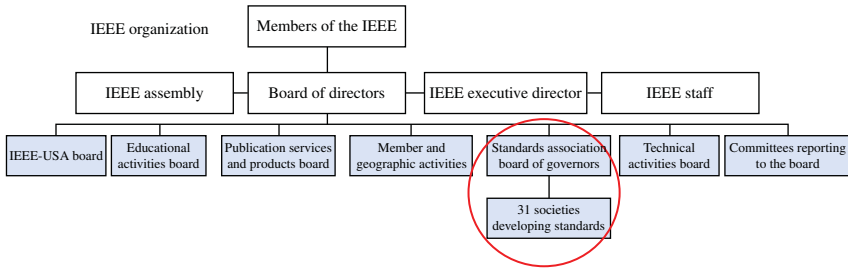 IEEE organization
Members of the IEEE
IEEE assembly
Board of directors
IEEE executive director
IEEE staff
IEEE-USA board
Educational
activities board
Publication services
and products board
Member and
geographic activities
Standards association
board of governors
Technical
activities board
Committees reporting
to the board
31 societies
developing standards